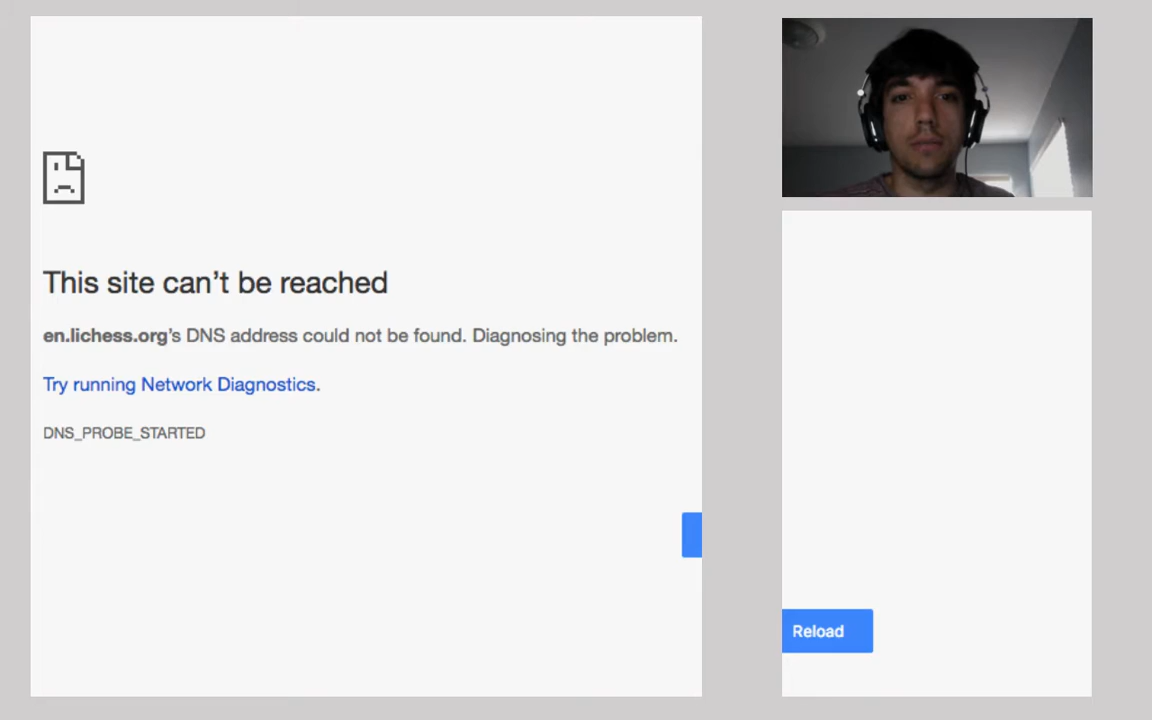 This site can't be reached
en.lichess.org's DNS address could not be found. Diagnosing the problem.
Try running Network Diagnostics.
DNS_PROBE_STARTED
Reload